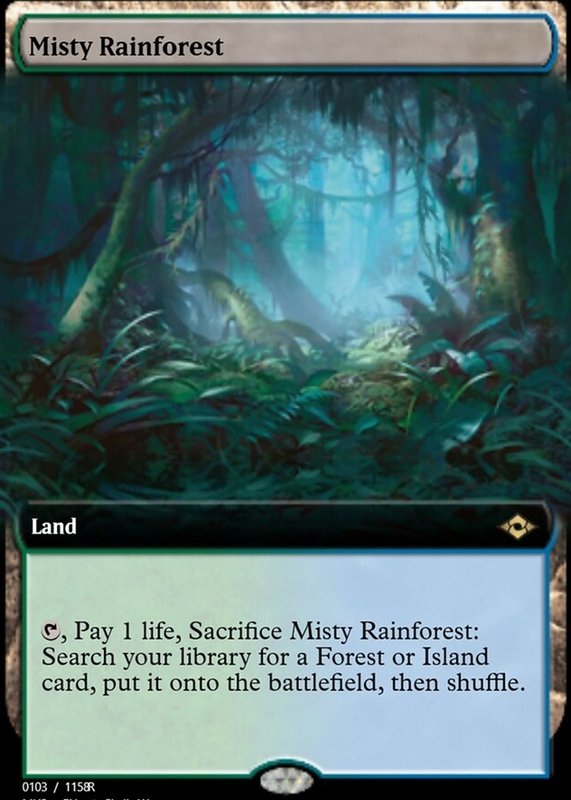 Misty Rainforest
Land
, Pay 1 life, Sacrifice Misty Rainforest:
Search your library for a Forest or Island
card, put it onto the battlefield, then shuffle.
0103 / 1158R